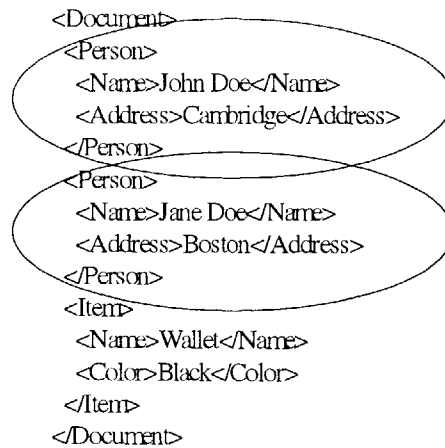 <Document>
<Person>
<Name>John Doe</Name>
<Address>Cambridge</Address>
</Person>
<Person>
<Name>Jane Doe</Name>
<Address>Boston</Address>
</Person>
<Item>
<Name>Wallet</Name>
<Color>Black</Color>
</Item>
</Document>